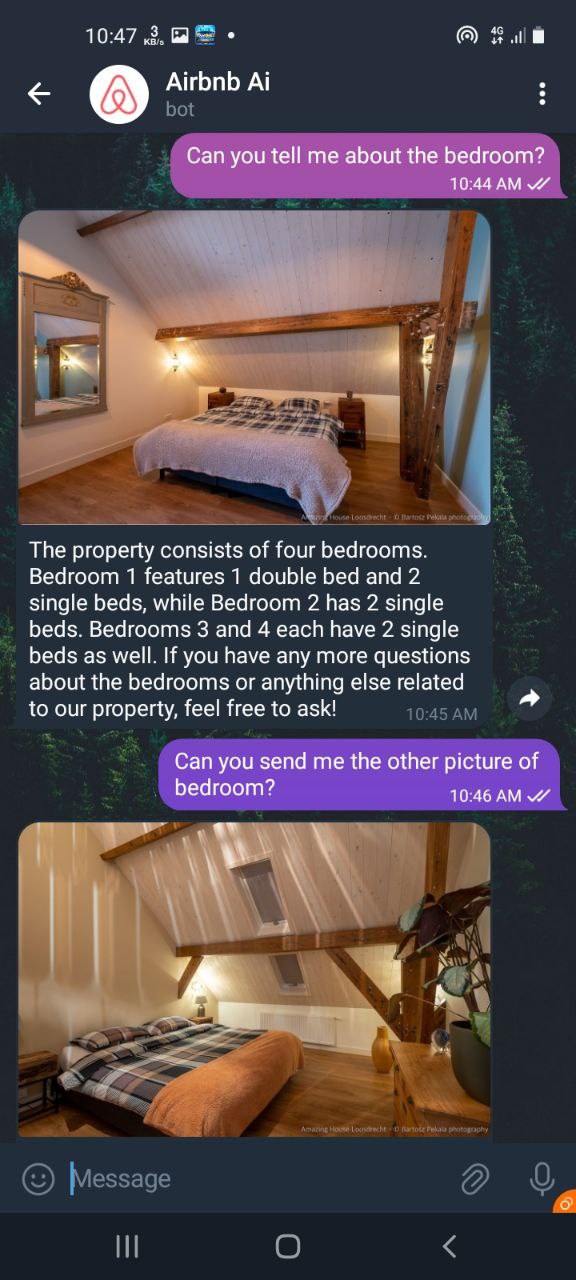 10:47 3 KB/s 4G
Airbnb Ai
bot
Can you tell me about the bedroom?
10:44 AM
Amazing House Loosdrecht - © Bartosz Pekala photography
The property consists of four bedrooms.
Bedroom 1 features 1 double bed and 2
single beds, while Bedroom 2 has 2 single
beds. Bedrooms 3 and 4 each have 2 single
beds as well. If you have any more questions
about the bedrooms or anything else related
to our property, feel free to ask!
10:45 AM
Can you send me the other picture of
bedroom?
10:46 AM
Amazing House Loosdrecht - © Bartosz Pekala photography
Message